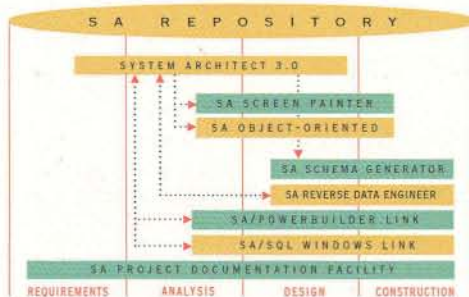 SA REPOSITORY
SYSTEM ARCHITECT 3.0
SA SCREEN PAINTER
SA OBJECT-ORIENTED
SA SCHEMA GENERATOR
SA REVERSE DATA ENGINEER
SA/POWERBUILDER LINK
SA/SQL WINDOWS LINK
SA PROJECT DOCUMENTATION FACILITY
REQUIREMENTS ANALYSIS DESIGN CONSTRUCTION